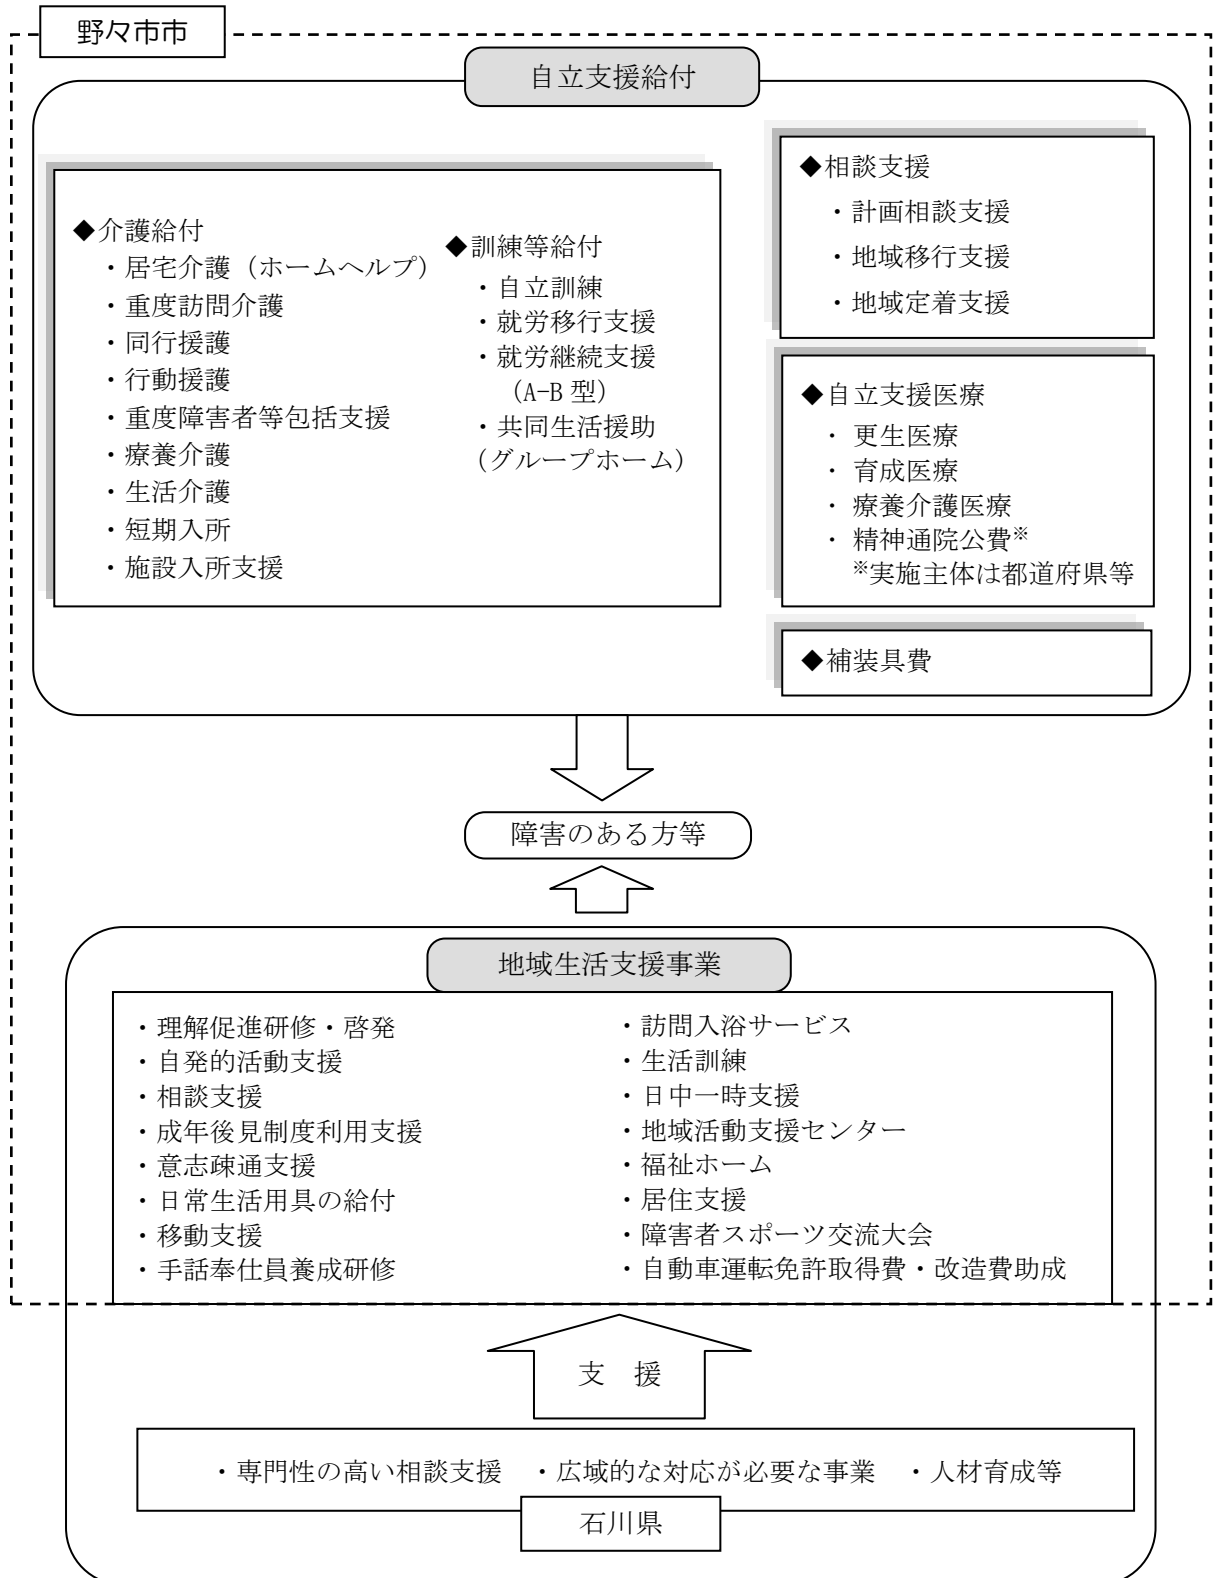 野々市市
自立支援給付
◆介護給付
・居宅介護（ホームヘルプ）
・重度訪問介護
・同行援護
・行動援護
・重度障害者等包括支援
・療養介護
・生活介護
・短期入所
・施設入所支援
◆訓練等給付
・自立訓練
・就労移行支援
・就労継続支援
（A-B 型）
・共同生活援助
（グループホーム）
◆相談支援
・計画相談支援
・地域移行支援
・地域定着支援
◆自立支援医療
・ 更生医療
・ 育成医療
・ 療養介護医療
・ 精神通院公費※
※実施主体は都道府県等
◆補装具費
障害のある方等
地域生活支援事業
・理解促進研修・啓発
・自発的活動支援
・相談支援
・成年後見制度利用支援
・意志疎通支援
・日常生活用具の給付
・移動支援
・手話奉仕員養成研修
・訪問入浴サービス
・生活訓練
・日中一時支援
・地域活動支援センター
・福祉ホーム
・居住支援
・障害者スポーツ交流大会
・自動車運転免許取得費・改造費助成
支　援
・専門性の高い相談支援　・広域的な対応が必要な事業　・人材育成等
石川県